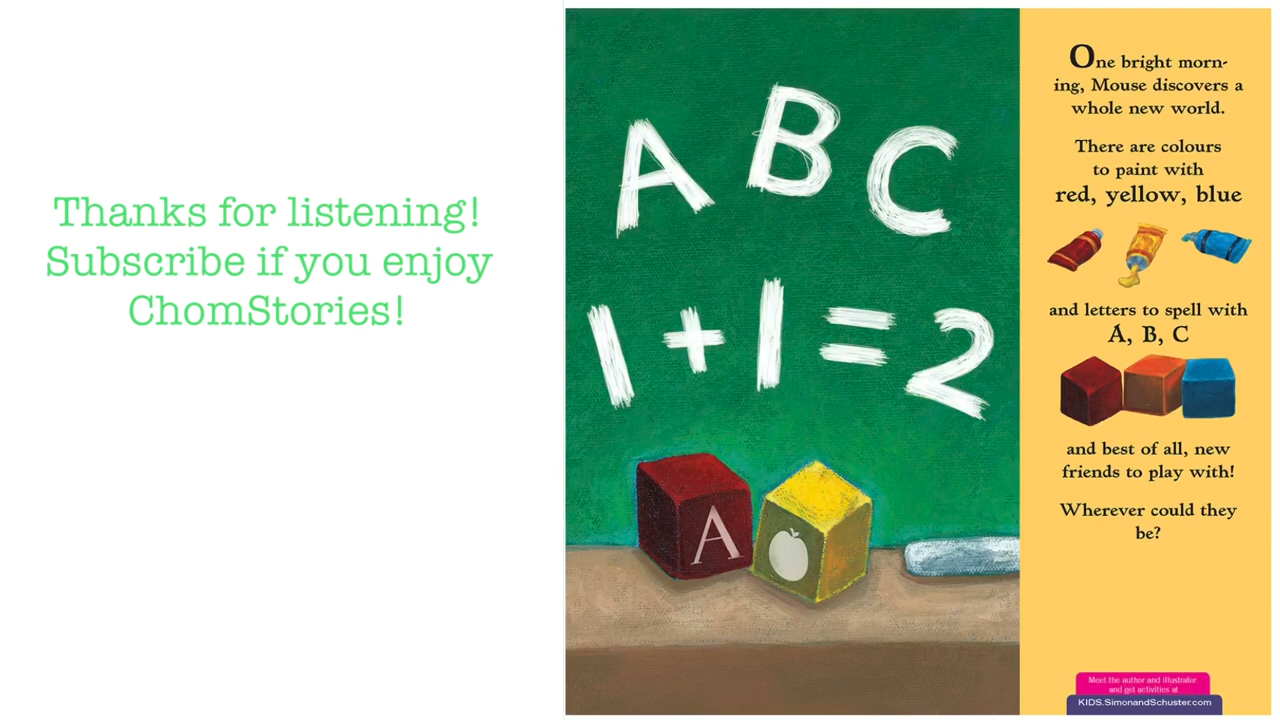 Thanks for listening!
Subscribe if you enjoy
ChomStories!
A B C
1+1=2
A
One bright morn-
ing, Mouse discovers a
whole new world.
There are colours
to paint with
red, yellow, blue
and letters to spell with
A, B, C
and best of all, new
friends to play with!
Wherever could they
be?
Meet the author and illustrator
and get activities at
KIDS.SimonandSchuster.com